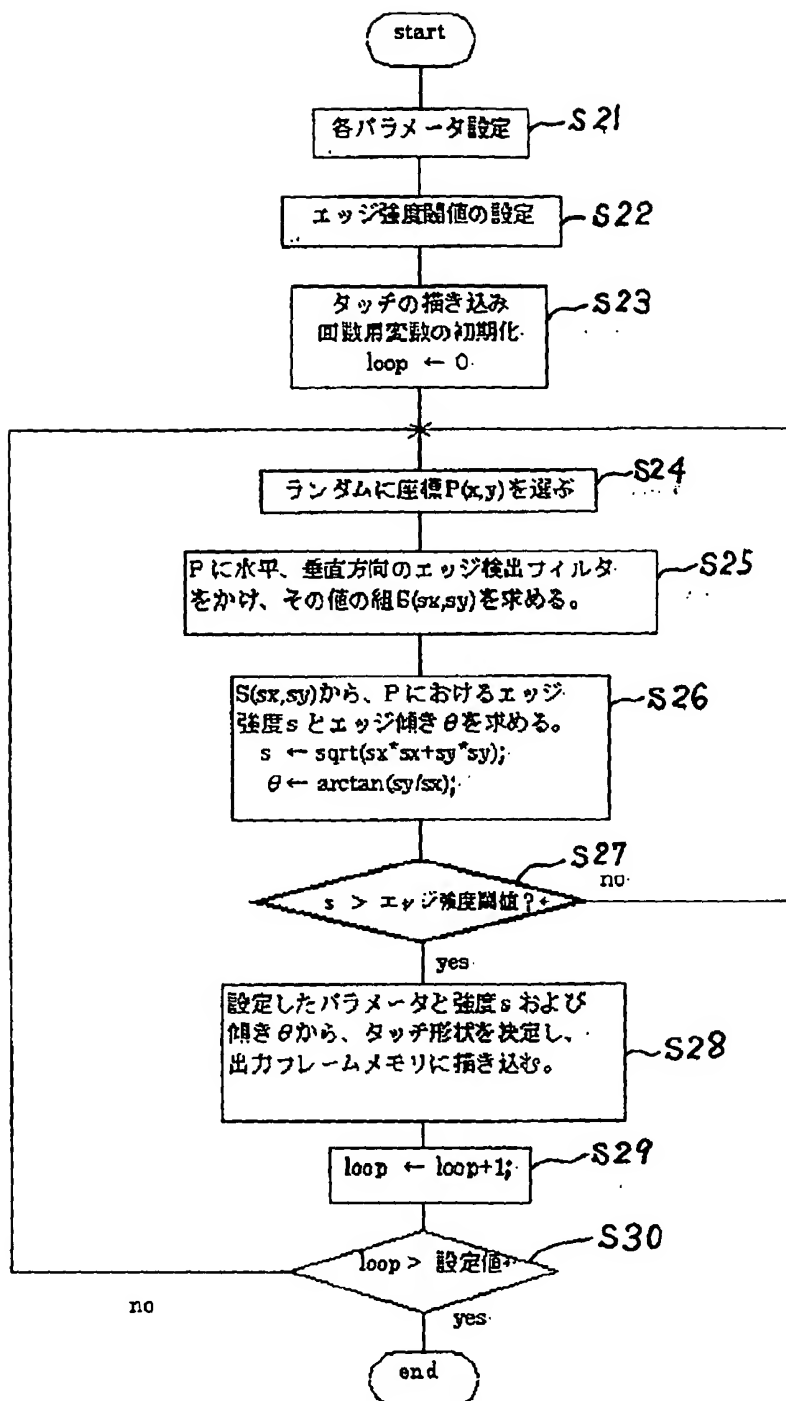 start
各パラメータ設定
S21
エッジ強度閾値の設定
S22
タッチの描き込み
回数用変数の初期化
loop ← 0
S23
S24
ランダムに座標P(x,y)を選ぶ
Pに水平、垂直方向のエッジ検出フィルタ
をかけ、その値の組S(sx,sy)を求める。
S25
S(sx,sy)から、Pにおけるエッジ
強度sとエッジ傾きθを求める。
s ← sqrt(sx*sx+sy*sy);
θ ← arctan(sy/sx);
S26
S27
s > エッジ強度閾値?
no
yes
設定したパラメータと強度sおよび
傾きθから、タッチ形状を決定し、
出力フレームメモリに描き込む。
S28
loop ← loop+1;
S29
loop > 設定値
S30
no
yes
end